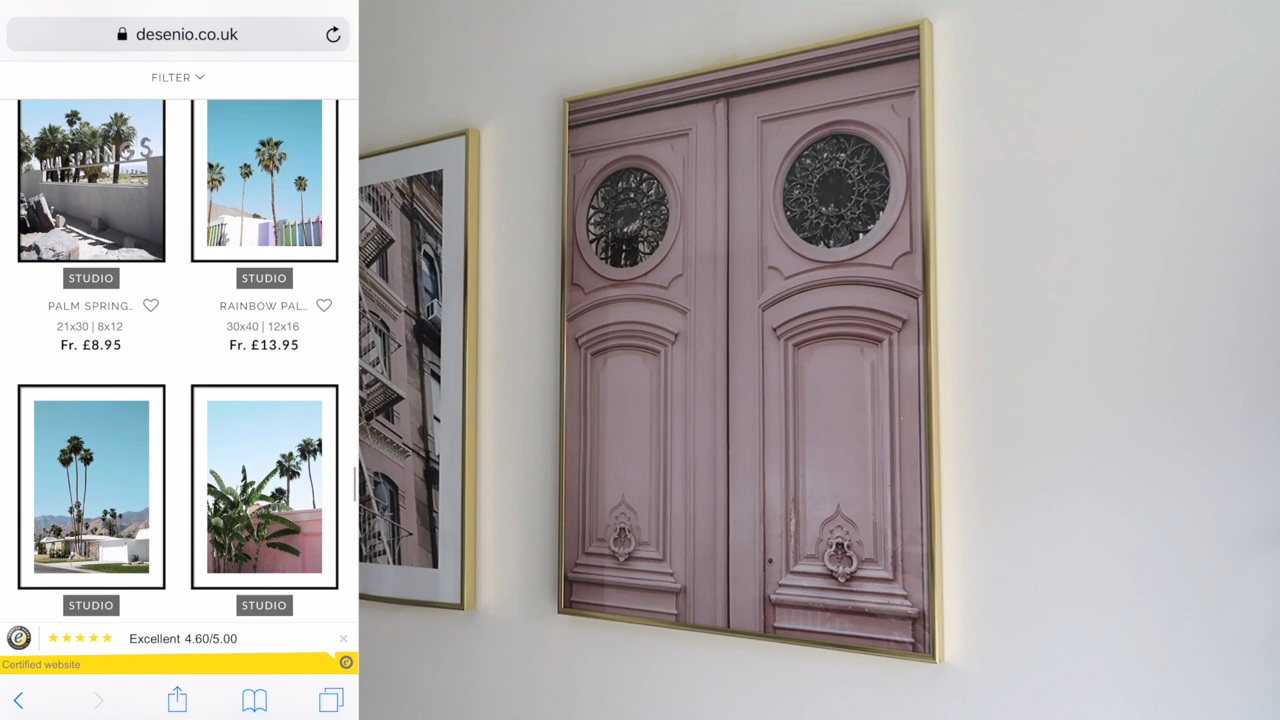 desenio.co.uk
FILTER
PALM SPRINGS
STUDIO
STUDIO
PALM SPRING..
RAINBOW PAL..
21x30 | 8x12
30x40 | 12x16
Fr. £8.95
Fr. £13.95
STUDIO
STUDIO
e
Excellent 4.60/5.00
Certified website
e